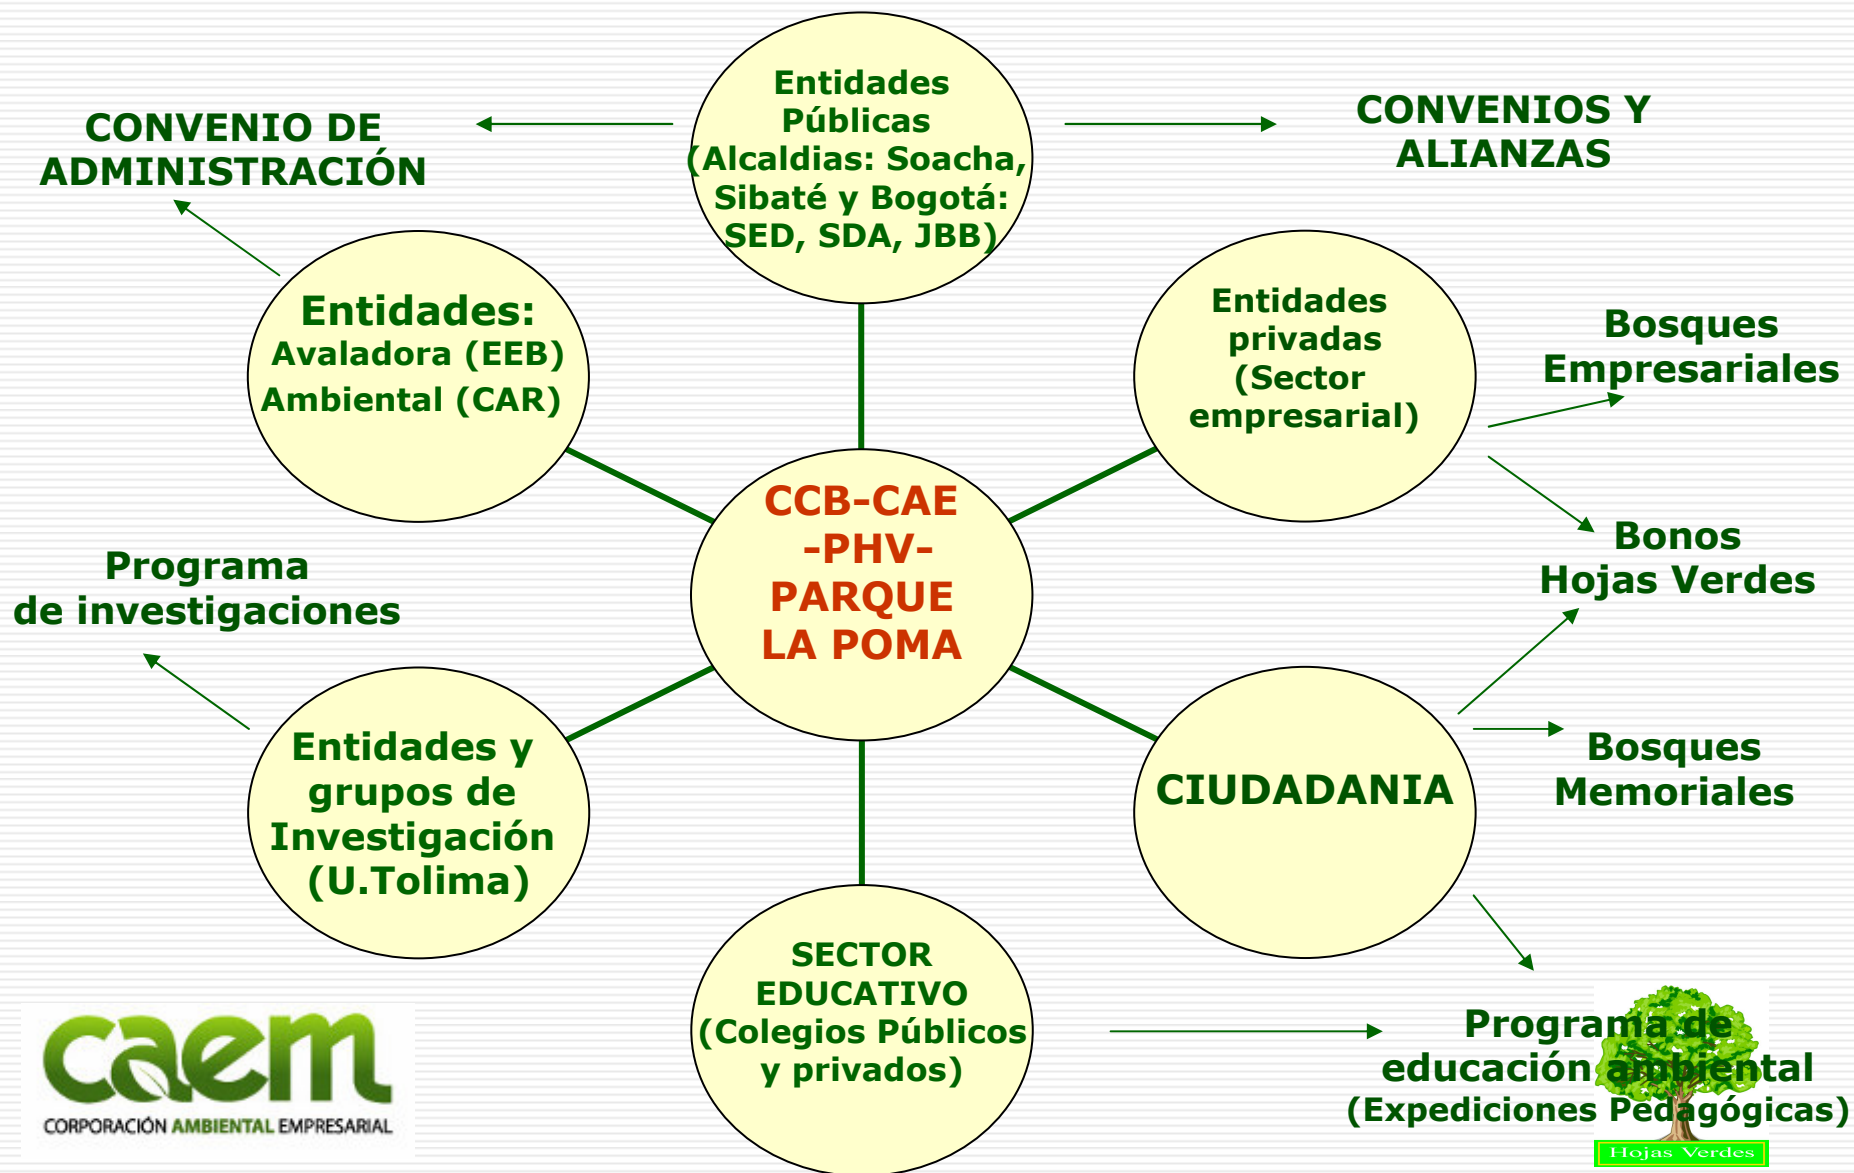 Entidades
Públicas
(Alcaldias: Soacha,
Sibaté y Bogotá:
SED, SDA, JBB)
CONVENIO DE
ADMINISTRACIÓN
CONVENIOS Y
ALIANZAS
Entidades:
Avaladora (EEB)
Ambiental (CAR)
Entidades
privadas
(Sector
empresarial)
Bosques
Empresariales
CCB-CAE
-PHV-
PARQUE
LA POMA
Bonos
Hojas Verdes
Programa
de investigaciones
Entidades y
grupos de
Investigación
(U.Tolima)
CIUDADANIA
Bosques
Memoriales
SECTOR
EDUCATIVO
(Colegios Públicos
y privados)
Programa de
educación ambiental
(Expediciones Pedagógicas)
caem
CORPORACIÓN AMBIENTAL EMPRESARIAL
Hojas Verdes